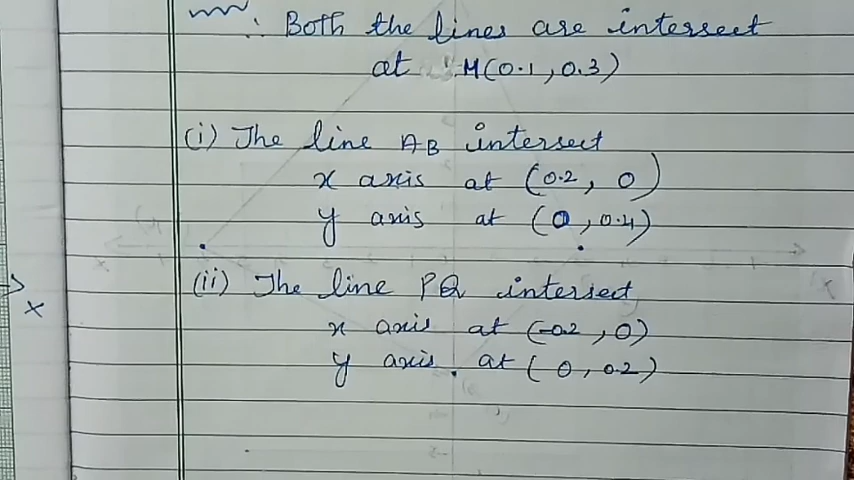 ∴ Both the lines are intersect
at M(0.1, 0.3)
(i) The line AB intersect
x axis at (0.2, 0)
y axis at (0, 0.4)
(ii) The line PQ intersect
x axis at (-0.2, 0)
y axis at (0, 0.2)
x